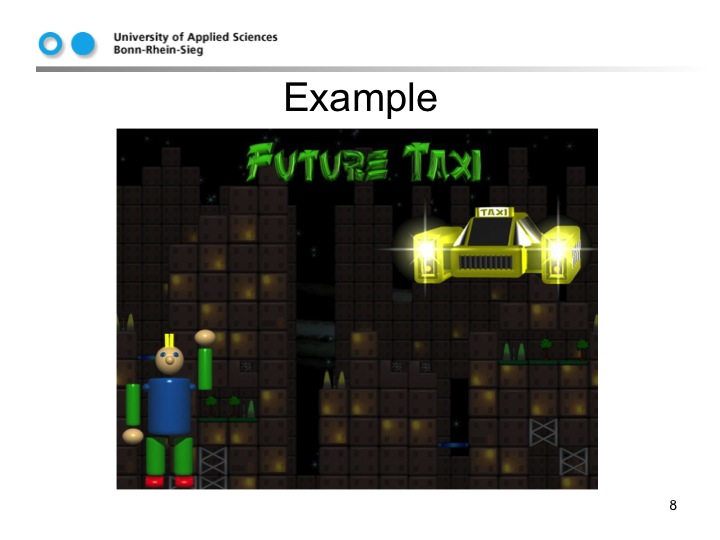 University of Applied Sciences
Bonn-Rhein-Sieg
Example
FUTURE TAXI
TAXI
8